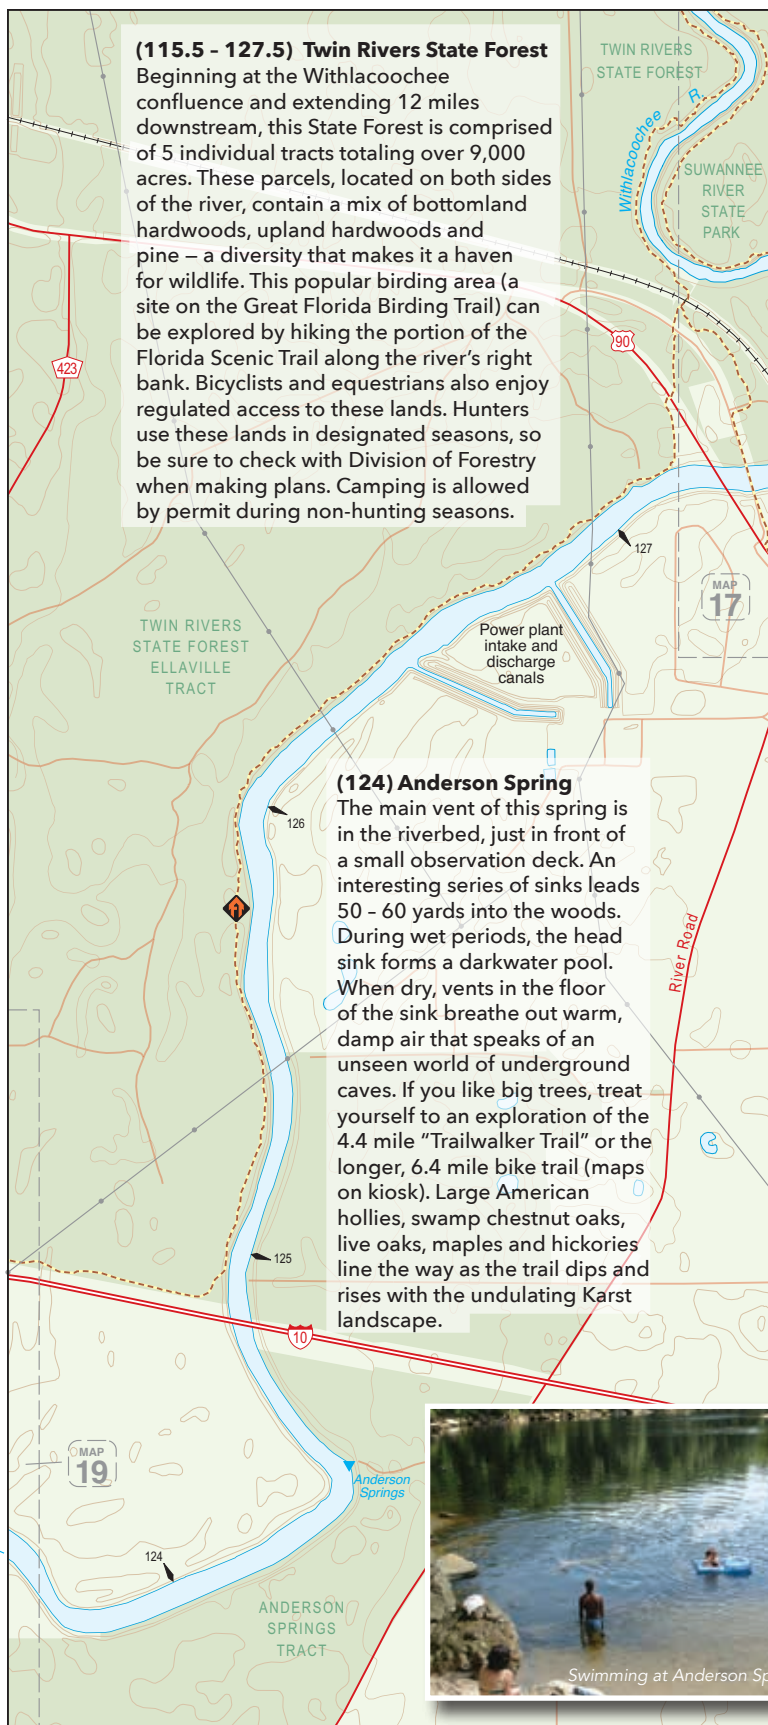 (115.5 – 127.5) Twin Rivers State Forest
Beginning at the Withlacoochee
confluence and extending 12 miles
downstream, this State Forest is comprised
of 5 individual tracts totaling over 9,000
acres. These parcels, located on both sides
of the river, contain a mix of bottomland
hardwoods, upland hardwoods and
pine – a diversity that makes it a haven
for wildlife. This popular birding area (a
site on the Great Florida Birding Trail) can
be explored by hiking the portion of the
Florida Scenic Trail along the river's right
bank. Bicyclists and equestrians also enjoy
regulated access to these lands. Hunters
use these lands in designated seasons, so
be sure to check with Division of Forestry
when making plans. Camping is allowed
by permit during non-hunting seasons.
TWIN RIVERS
STATE FOREST
Withlacoochee R.
SUWANNEE
RIVER
STATE
PARK
90
423
127
MAP
17
TWIN RIVERS
STATE FOREST
ELLAVILLE
TRACT
Power plant
intake and
discharge
canals
126
(124) Anderson Spring
The main vent of this spring is
in the riverbed, just in front of
a small observation deck. An
interesting series of sinks leads
50 – 60 yards into the woods.
During wet periods, the head
sink forms a darkwater pool.
When dry, vents in the floor
of the sink breathe out warm,
damp air that speaks of an
unseen world of underground
caves. If you like big trees, treat
yourself to an exploration of the
4.4 mile “Trailwalker Trail” or the
longer, 6.4 mile bike trail (maps
on kiosk). Large American
hollies, swamp chestnut oaks,
live oaks, maples and hickories
line the way as the trail dips and
rises with the undulating Karst
landscape.
River Road
125
10
MAP
19
Anderson
Springs
124
ANDERSON
SPRINGS
TRACT
Swimming at Anderson Sp